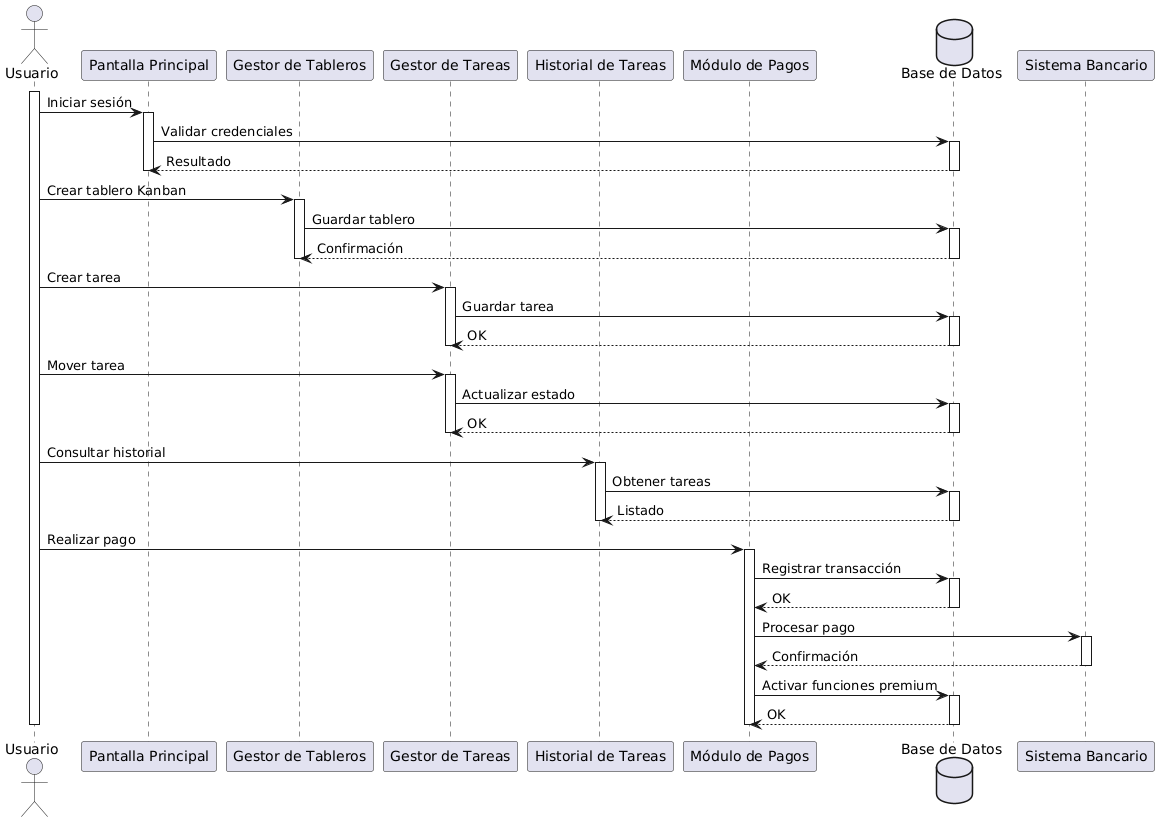 Usuario
Pantalla Principal
Gestor de Tableros
Gestor de Tareas
Historial de Tareas
Módulo de Pagos
Base de Datos
Sistema Bancario
Iniciar sesión
Validar credenciales
Resultado
Crear tablero Kanban
Guardar tablero
Confirmación
Crear tarea
Guardar tarea
OK
Mover tarea
Actualizar estado
OK
Consultar historial
Obtener tareas
Listado
Realizar pago
Registrar transacción
OK
Procesar pago
Confirmación
Activar funciones premium
OK
Usuario
Pantalla Principal
Gestor de Tableros
Gestor de Tareas
Historial de Tareas
Módulo de Pagos
Base de Datos
Sistema Bancario